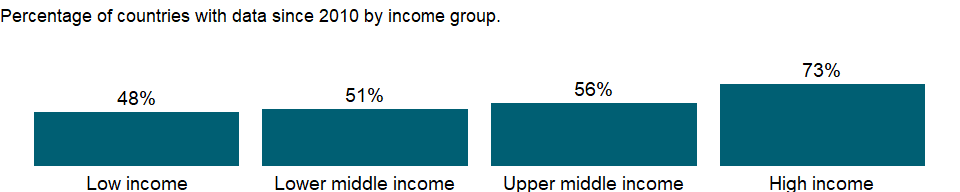 Percentage of countries with data since 2010 by income group.
48%
51%
56%
73%
Low income
Lower middle income
Upper middle income
High income